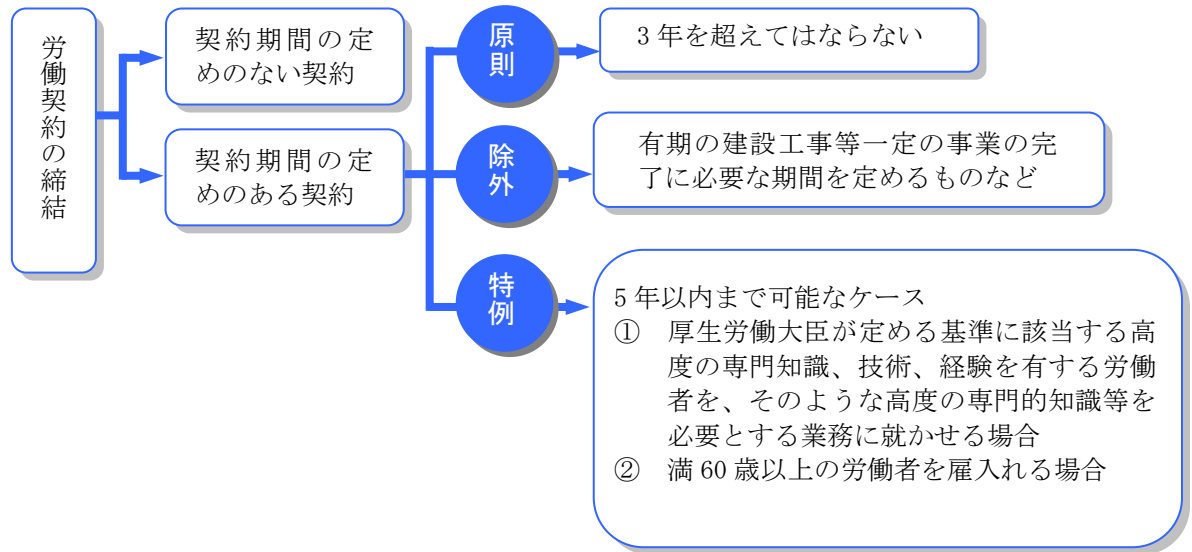 労働契約の締結
契約期間の定
めのない契約
契約期間の定
めのある契約
原則
3年を超えてはならない
除外
有期の建設工事等一定の事業の完
了に必要な期間を定めるものなど
特例
5年以内まで可能なケース
① 厚生労働大臣が定める基準に該当する高
度の専門知識、技術、経験を有する労働
者を、そのような高度の専門的知識等を
必要とする業務に就かせる場合
② 満60歳以上の労働者を雇入れる場合